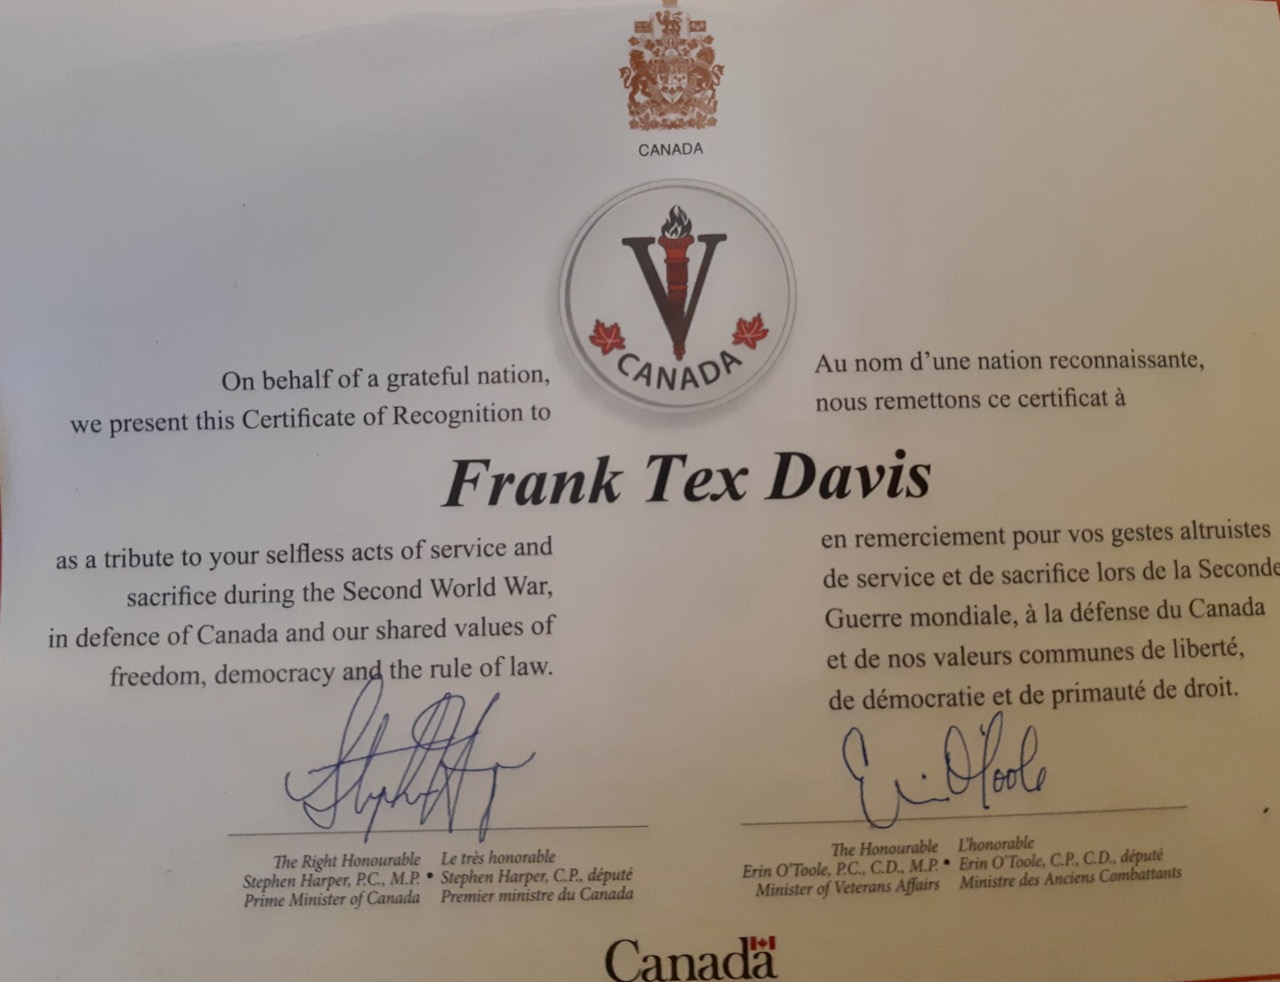 CANADA
V
CANADA
On behalf of a grateful nation,
we present this Certificate of Recognition to
Au nom d’une nation reconnaissante,
nous remettons ce certificat à
Frank Tex Davis
as a tribute to your selfless acts of service and
sacrifice during the Second World War,
in defence of Canada and our shared values of
freedom, democracy and the rule of law.
en remerciement pour vos gestes altruistes
de service et de sacrifice lors de la Seconde
Guerre mondiale, à la défense du Canada
et de nos valeurs communes de liberté,
de démocratie et de primauté de droit.
Stephen Harper
Erin O'Toole
The Right Honourable
Stephen Harper, P.C., M.P. •
Prime Minister of Canada
Le très honorable
Stephen Harper, C.P., député
Premier ministre du Canada
The Honourable
Erin O'Toole, P.C., C.D., M.P. •
Minister of Veterans Affairs
L'honorable
Erin O'Toole, C.P., C.D., député
Ministre des Anciens Combattants
Canada